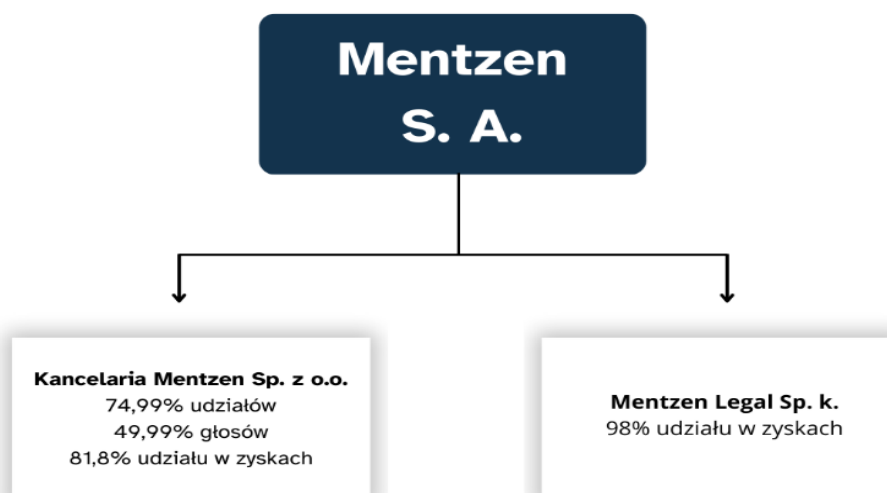 Mentzen
S. A.
Kancelaria Mentzen Sp. z o.o.
74,99% udziałów
49,99% głosów
81,8% udziału w zyskach
Mentzen Legal Sp. k.
98% udziału w zyskach